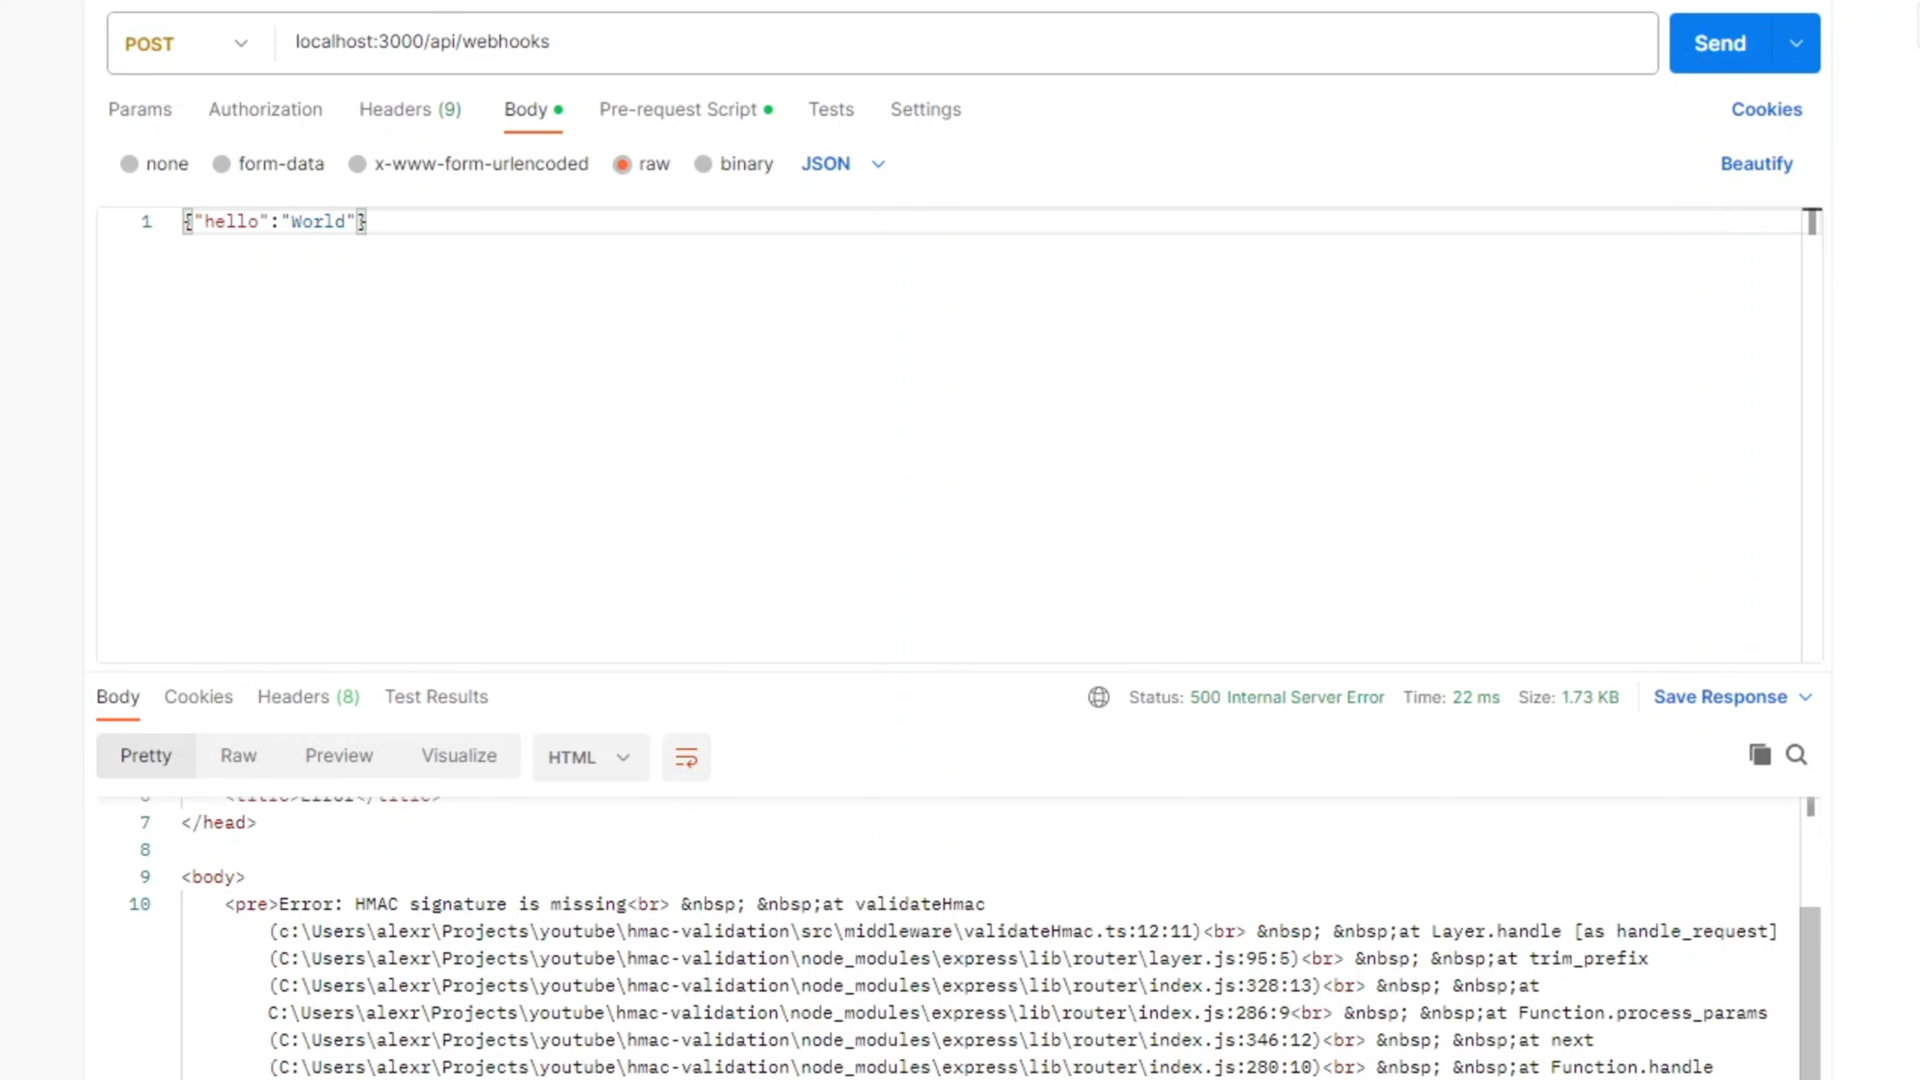 POST localhost:3000/api/webhooks Send
Params Authorization Headers (9) Body Pre-request Script Tests Settings Cookies
none form-data x-www-form-urlencoded raw binary JSON Beautify
1 {"hello":"World"}
Body Cookies Headers (8) Test Results Status: 500 Internal Server Error Time: 22 ms Size: 1.73 KB Save Response
Pretty Raw Preview Visualize HTML
7 </head>
8
9 <body>
10 <pre>Error: HMAC signature is missing<br> &nbsp; &nbsp;at validateHmac
(c:\Users\alexr\Projects\youtube\hmac-validation\src\middleware\validateHmac.ts:12:11)<br> &nbsp; &nbsp;at Layer.handle [as handle_request]
(C:\Users\alexr\Projects\youtube\hmac-validation\node_modules\express\lib\router\layer.js:95:5)<br> &nbsp; &nbsp;at trim_prefix
(C:\Users\alexr\Projects\youtube\hmac-validation\node_modules\express\lib\router\index.js:328:13)<br> &nbsp; &nbsp;at
C:\Users\alexr\Projects\youtube\hmac-validation\node_modules\express\lib\router\index.js:286:9<br> &nbsp; &nbsp;at Function.process_params
(C:\Users\alexr\Projects\youtube\hmac-validation\node_modules\express\lib\router\index.js:346:12)<br> &nbsp; &nbsp;at next
(C:\Users\alexr\Projects\youtube\hmac-validation\node_modules\express\lib\router\index.js:280:10)<br> &nbsp; &nbsp;at Function.handle